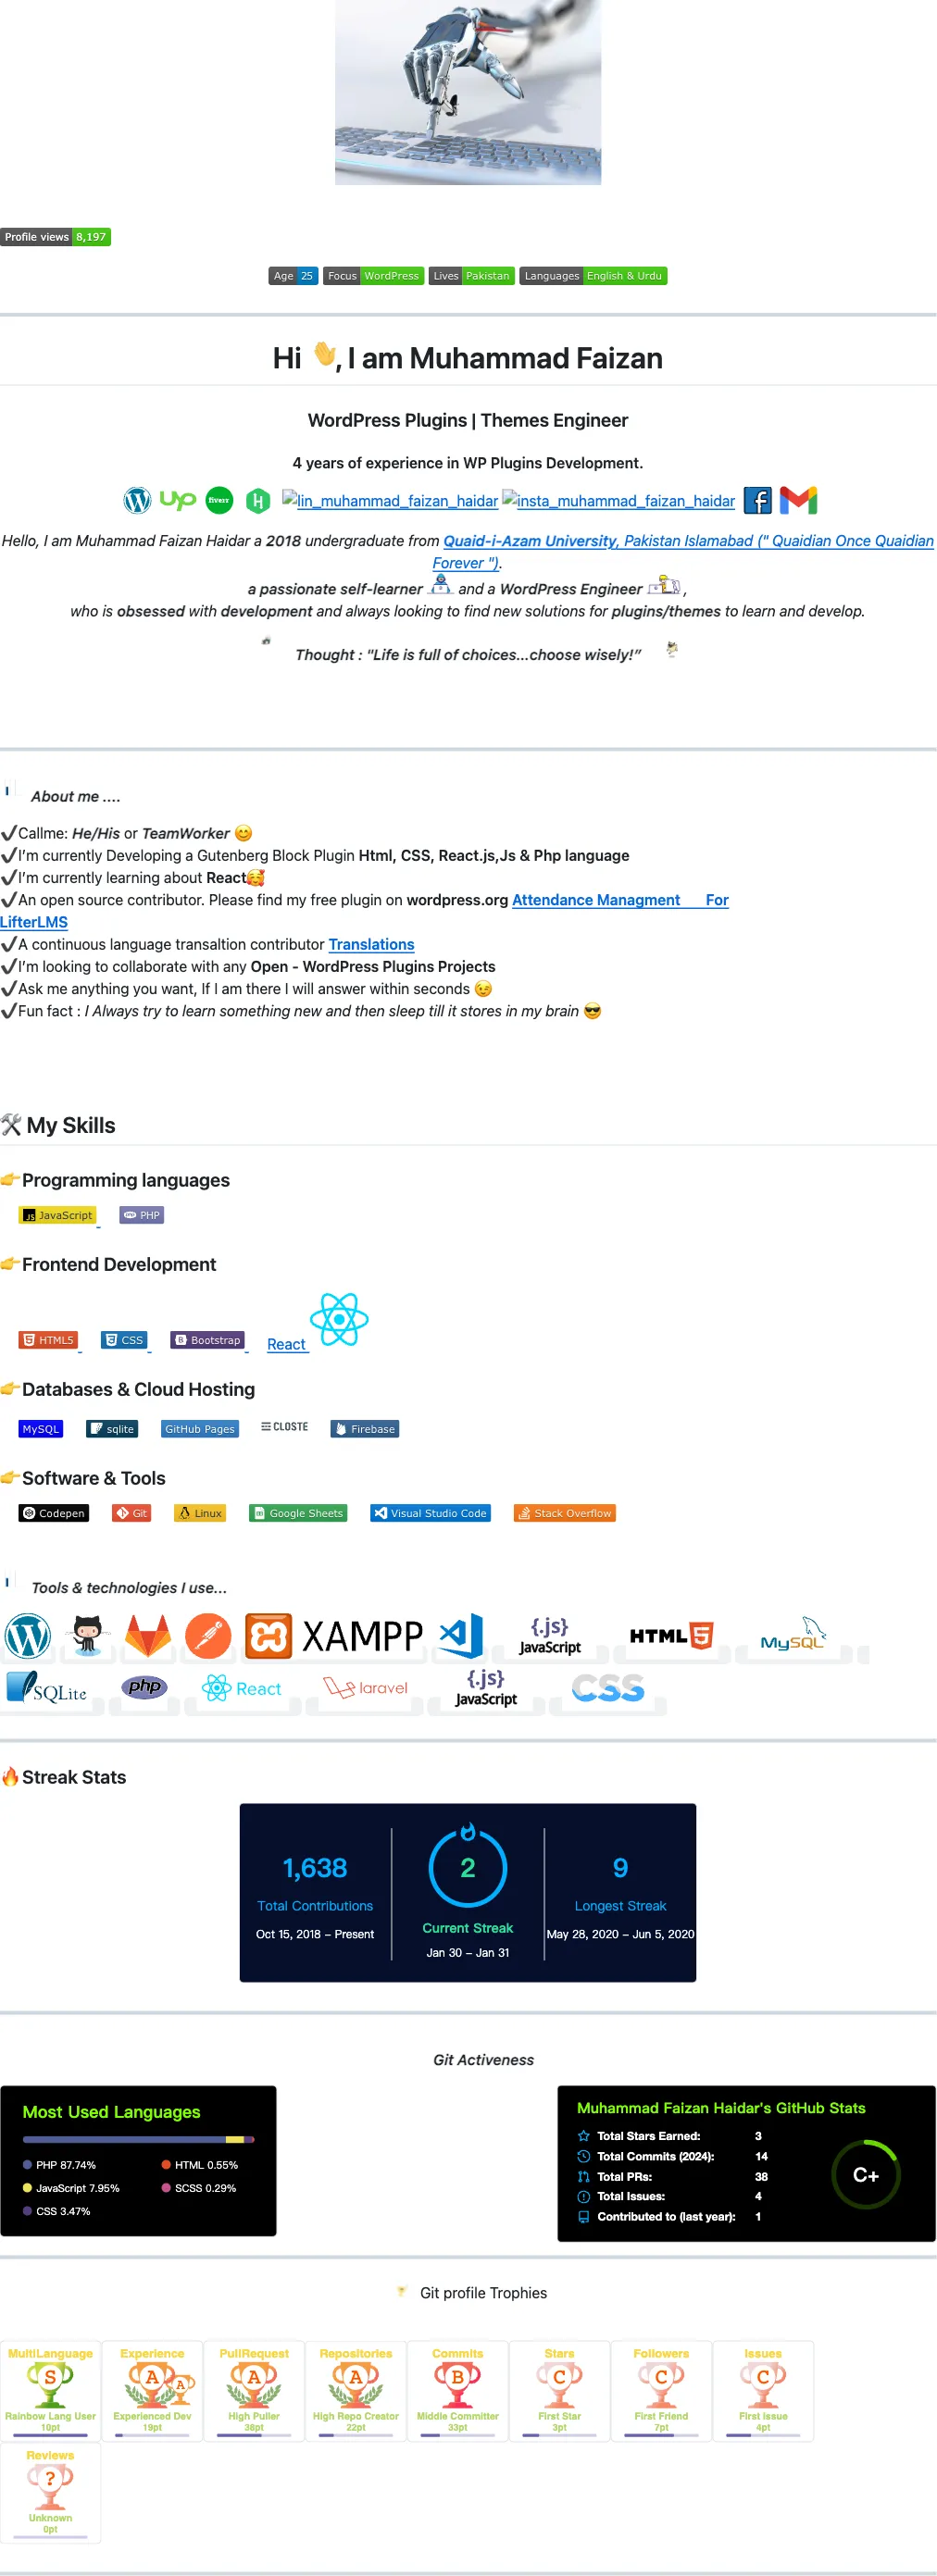 Profile views 8,197
Age 25 Focus WordPress Lives Pakistan Languages English & Urdu
Hi 👋, I am Muhammad Faizan
WordPress Plugins | Themes Engineer
4 years of experience in WP Plugins Development.
Up fiverr H lin_muhammad_faizan_haidar insta_muhammad_faizan_haidar
Hello, I am Muhammad Faizan Haidar a 2018 undergraduate from Quaid-i-Azam University, Pakistan Islamabad (" Quaidian Once Quaidian
Forever ").
a passionate self-learner and a WordPress Engineer ,
who is obsessed with development and always looking to find new solutions for plugins/themes to learn and develop.
Thought : "Life is full of choices...choose wisely!”
About me ....
✔Callme: He/His or TeamWorker 😊
✔I’m currently Developing a Gutenberg Block Plugin Html, CSS, React.js,Js & Php language
✔I’m currently learning about React🥰
✔An open source contributor. Please find my free plugin on wordpress.org Attendance Managment For
LifterLMS
✔A continuous language transaltion contributor Translations
✔I’m looking to collaborate with any Open - WordPress Plugins Projects
✔Ask me anything you want, If I am there I will answer within seconds 😉
✔Fun fact : I Always try to learn something new and then sleep till it stores in my brain 😎
🛠 My Skills
👉Programming languages
JS JavaScript PHP
👉Frontend Development
HTML5 CSS Bootstrap React
👉Databases & Cloud Hosting
MySQL sqlite GitHub Pages CLOSTE Firebase
👉Software & Tools
Codepen Git Linux Google Sheets Visual Studio Code Stack Overflow
Tools & technologies I use...
XAMPP {.js} JavaScript HTML5 MySQL
SQLite php React laravel {.js} JavaScript CSS
🔥Streak Stats
1,638 2 9
Total Contributions Current Streak Longest Streak
Oct 15, 2018 – Present Jan 30 – Jan 31 May 28, 2020 – Jun 5, 2020
Git Activeness
Most Used Languages
PHP 87.74% HTML 0.55%
JavaScript 7.95% SCSS 0.29%
CSS 3.47%
Muhammad Faizan Haidar's GitHub Stats
Total Stars Earned: 3
Total Commits (2024): 14
Total PRs: 38
Total Issues: 4
Contributed to (last year): 1
C+
Git profile Trophies
MultiLanguage Experience PullRequest Repositories Commits Stars Followers Issues
S A A A A B C C C
Rainbow Lang User Experienced Dev High Puller High Repo Creator Middle Committer First Star First Friend First Issue
10pt 19pt 38pt 22pt 33pt 3pt 7pt 4pt
Reviews
?
Unknown
0pt